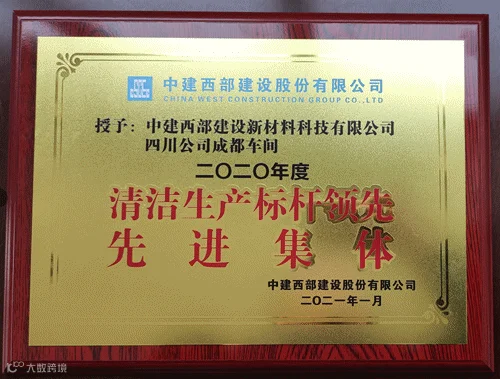 中建西部建设股份有限公司
CHINA WEST CONSTRUCTION GROUP CO.,LTD
授予：中建西部建设新材料科技有限公司
四川公司成都车间
二〇二〇年度
清洁生产标杆领先
先进集体
中建西部建设股份有限公司
二〇二一年一月
大数跨境